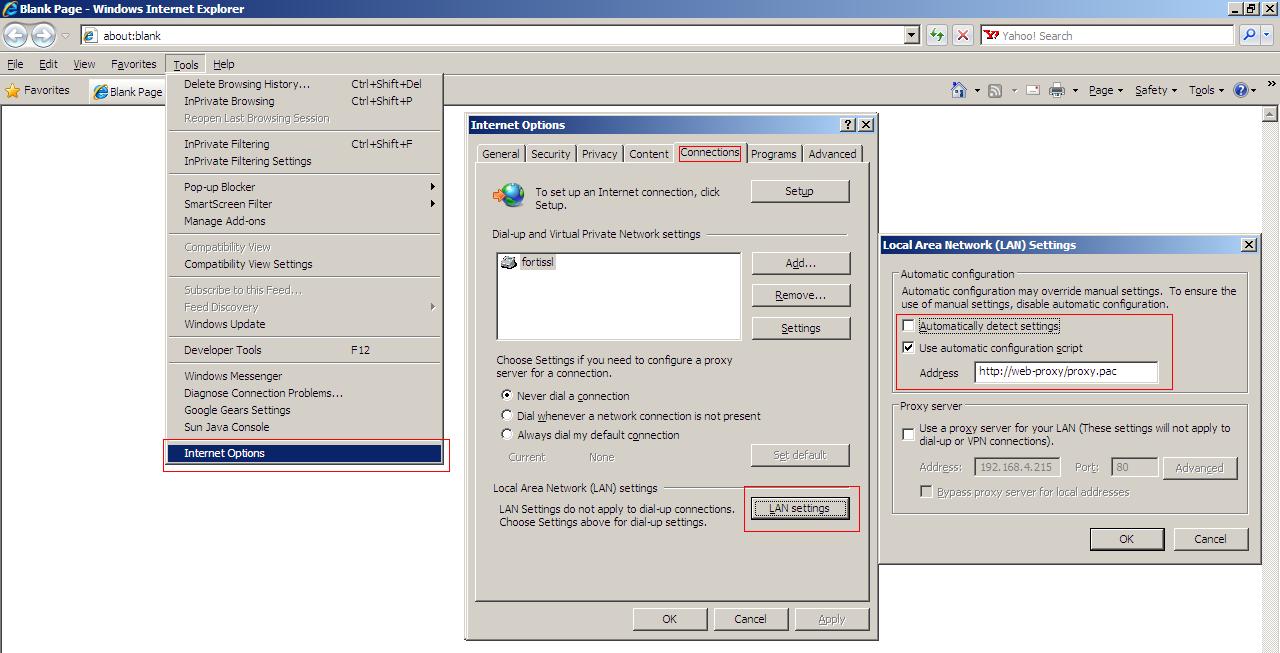 Blank Page - Windows Internet Explorer
about:blank
Yahoo! Search
File Edit View Favorites Tools Help
Favorites
Blank Page
Page Safety Tools
Delete Browsing History... Ctrl+Shift+Del
InPrivate Browsing Ctrl+Shift+P
Reopen Last Browsing Session
InPrivate Filtering Ctrl+Shift+F
InPrivate Filtering Settings
Pop-up Blocker
SmartScreen Filter
Manage Add-ons
Compatibility View
Compatibility View Settings
Subscribe to this Feed...
Feed Discovery
Windows Update
Developer Tools F12
Windows Messenger
Diagnose Connection Problems...
Google Gears Settings
Sun Java Console
Internet Options
Internet Options
General Security Privacy Content Connections Programs Advanced
To set up an Internet connection, click
Setup.
Setup
Dial-up and Virtual Private Network settings
fortissl
Add...
Remove...
Settings
Choose Settings if you need to configure a proxy
server for a connection.
Never dial a connection
Dial whenever a network connection is not present
Always dial my default connection
Current None
Set default
Local Area Network (LAN) settings
LAN Settings do not apply to dial-up connections.
Choose Settings above for dial-up settings.
LAN settings
OK Cancel Apply
Local Area Network (LAN) Settings
Automatic configuration
Automatic configuration may override manual settings. To ensure the
use of manual settings, disable automatic configuration.
Automatically detect settings
Use automatic configuration script
Address http://web-proxy/proxy.pac
Proxy server
Use a proxy server for your LAN (These settings will not apply to
dial-up or VPN connections).
Address: 192.168.4.215 Port: 80 Advanced
Bypass proxy server for local addresses
OK Cancel